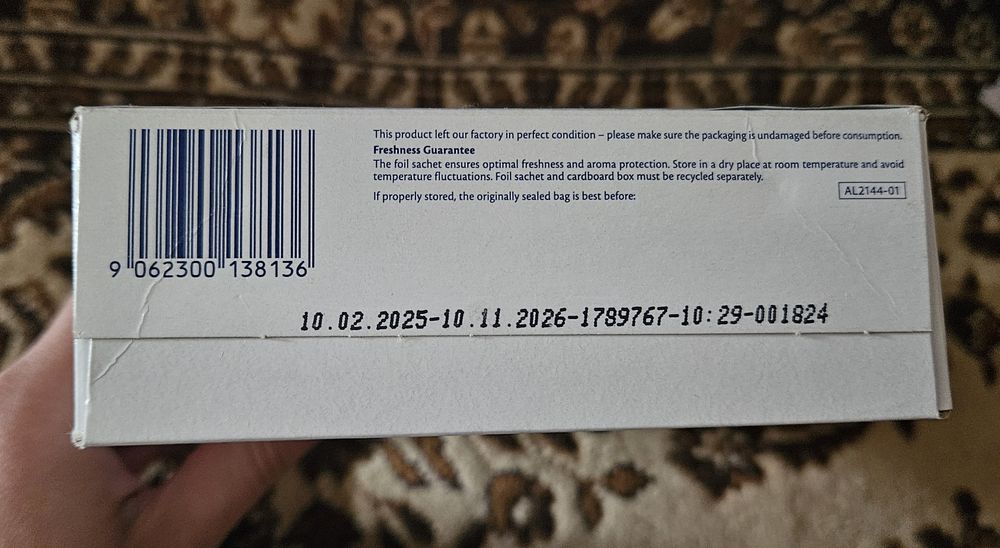 This product left our factory in perfect condition – please make sure the packaging is undamaged before consumption.
Freshness Guarantee
The foil sachet ensures optimal freshness and aroma protection. Store in a dry place at room temperature and avoid
temperature fluctuations. Foil sachet and cardboard box must be recycled separately.
AL2144-01
If properly stored, the originally sealed bag is best before:
9 062300 138136
10.02.2025-10.11.2026-1789767-10:29-001824